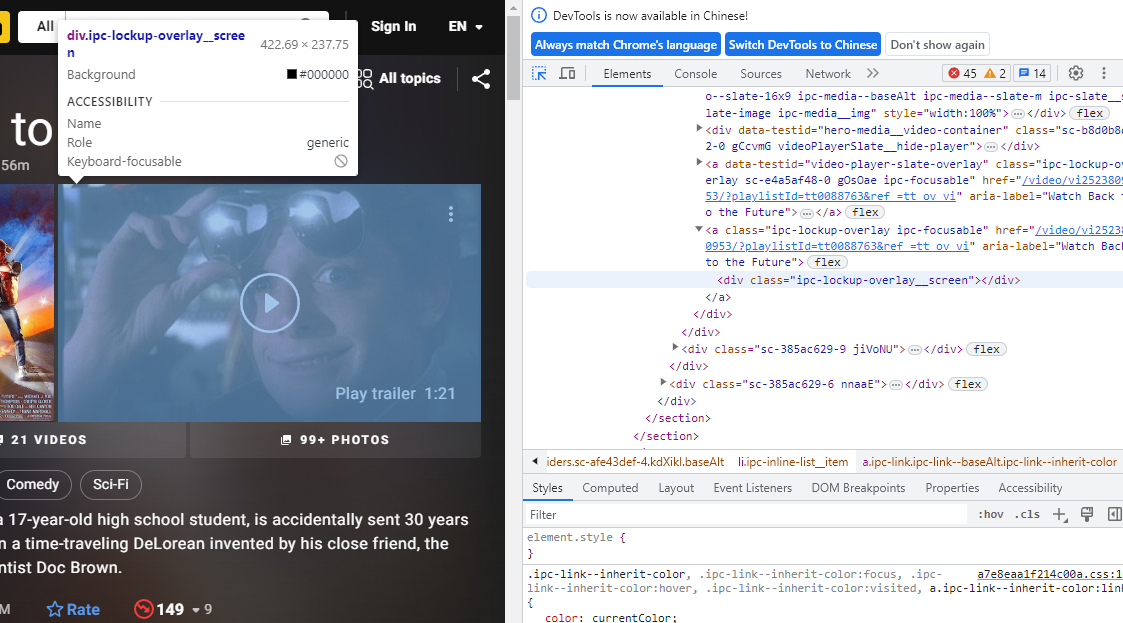 All
Sign In
EN
div.ipc-lockup-overlay__scree
n
422.69 × 237.75
Background
#000000
ACCESSIBILITY
Name
Role
generic
Keyboard-focusable
All topics
to
56m
Play trailer 1:21
21 VIDEOS
99+ PHOTOS
Comedy
Sci-Fi
a 17-year-old high school student, is accidentally sent 30 years
n a time-traveling DeLorean invented by his close friend, the
ntist Doc Brown.
M
Rate
149
9
DevTools is now available in Chinese!
Always match Chrome's language
Switch DevTools to Chinese
Don't show again
Elements
Console
Sources
Network
45
2
14
o--slate-16x9 ipc-media--baseAlt ipc-media--slate-m ipc-slate__s
late-image ipc-media__img" style="width:100%">…</div> flex
<div data-testid="hero-media__video-container" class="sc-b8d0b8
2-0 gCcvmG videoPlayerSlate__hide-player">…</div>
<a data-testid="video-player-slate-overlay" class="ipc-lockup-ov
erlay sc-e4a5af48-0 gOsOae ipc-focusable" href="/video/vi252380
53/?playlistId=tt0088763&ref_=tt_ov_vi" aria-label="Watch Back t
o the Future">…</a> flex
<a class="ipc-lockup-overlay ipc-focusable" href="/video/vi2523
0953/?playlistId=tt0088763&ref_=tt_ov_vi" aria-label="Watch Back
to the Future"> flex
<div class="ipc-lockup-overlay__screen"></div>
</a>
</div>
</div>
<div class="sc-385ac629-9 jiVoNU">…</div> flex
</div>
<div class="sc-385ac629-6 nnaaE">…</div> flex
</div>
</section>
</section>
iders.sc-afe43def-4.kdXikI.baseAlt
li.ipc-inline-list__item
a.ipc-link.ipc-link--baseAlt.ipc-link--inherit-color
Styles
Computed
Layout
Event Listeners
DOM Breakpoints
Properties
Accessibility
Filter
:hov
.cls
element.style {
}
.ipc-link--inherit-color, .ipc-link--inherit-color:focus, .ipc-
a7e8eaa1f214c00a.css:1
link--inherit-color:hover, .ipc-link--inherit-color:visited, a.ipc-link--inherit-color:link
{
color: currentColor;